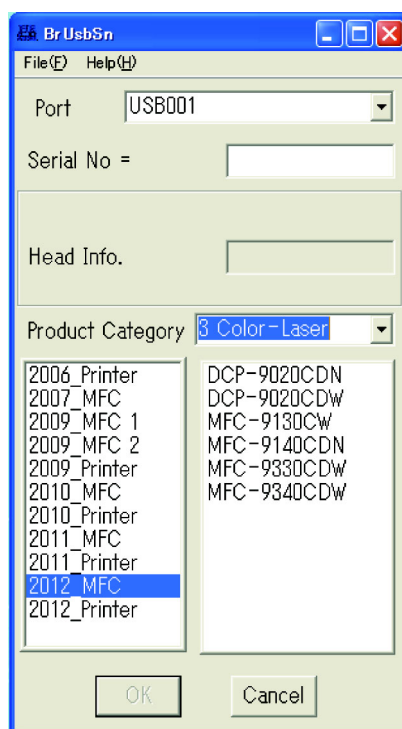 BrUsbSn
File(F) Help(H)
Port USB001
Serial No =
Head Info.
Product Category 3 Color-Laser
2006_Printer
2007_MFC
2009_MFC 1
2009_MFC 2
2009_Printer
2010_MFC
2010_Printer
2011_MFC
2011_Printer
2012_MFC
2012_Printer
DCP-9020CDN
DCP-9020CDW
MFC-9130CW
MFC-9140CDN
MFC-9330CDW
MFC-9340CDW
OK Cancel